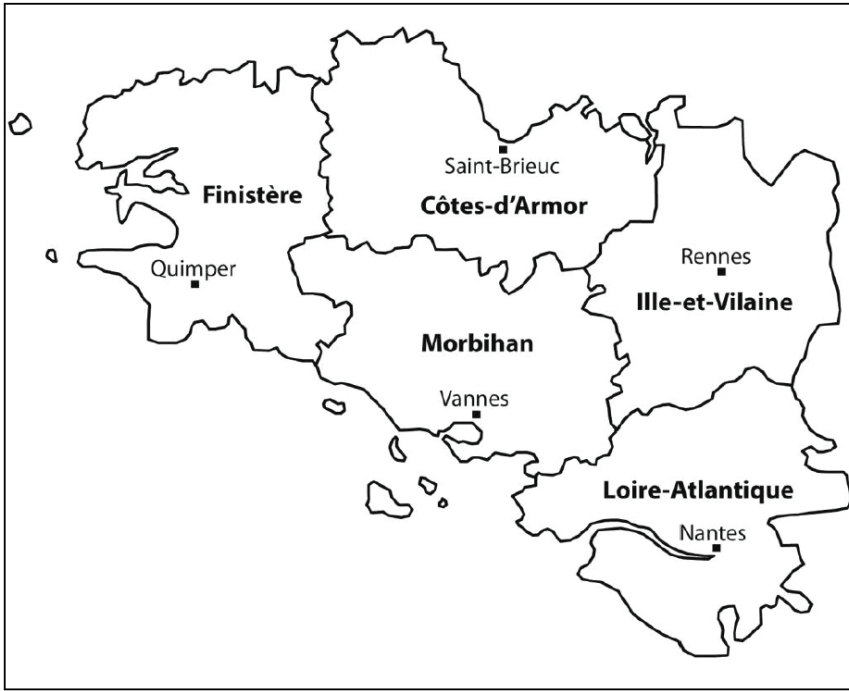 Saint-Brieuc
Finistère
Côtes-d'Armor
Quimper
Rennes
Ille-et-Vilaine
Morbihan
Vannes
Loire-Atlantique
Nantes